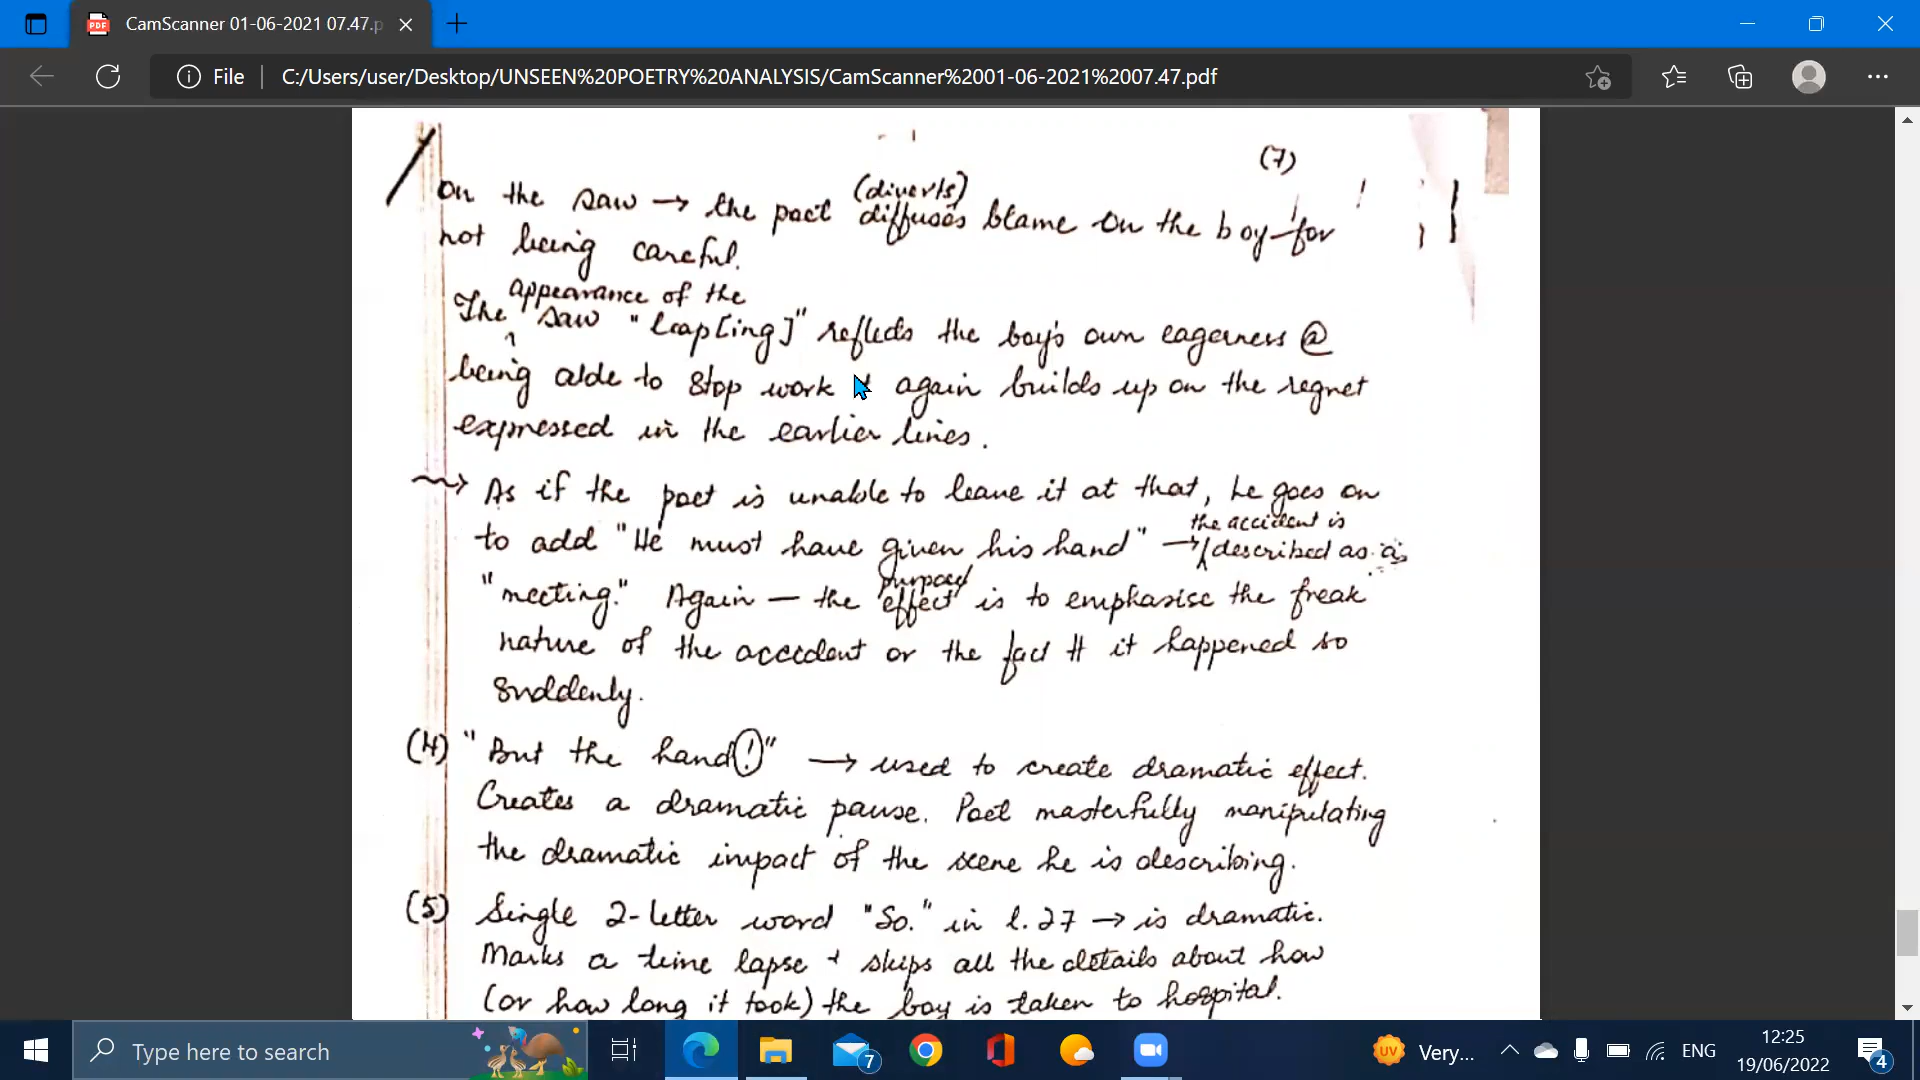 CamScanner 01-06-2021 07.47.p
File
C:/Users/user/Desktop/UNSEEN%20POETRY%20ANALYSIS/CamScanner%2001-06-2021%2007.47.pdf
(7)
(diverts)
on the saw → the poet diffuses blame on the boy for
not being careful.
appearance of the
The saw "leap[ing]" reflects the boy's own eagerness @
being able to stop work & again builds up on the regret
expressed in the earlier lines.
As if the poet is unable to leave it at that, he goes on
the accident is
to add "He must have given his hand" → described as a
purpose/
"meeting." Again — the effect is to emphasise the freak
nature of the accident or the fact # it happened so
suddenly.
(4) "But the hand!" → used to create dramatic effect.
Creates a dramatic pause. Poet masterfully manipulating
the dramatic impact of the scene he is describing.
(5) Single 2-letter word "So." in l.27 → is dramatic.
Marks a time lapse + skips all the details about how
(or how long it took) the boy is taken to hospital.
Type here to search
7
UV
Very...
ENG
12:25
19/06/2022
4